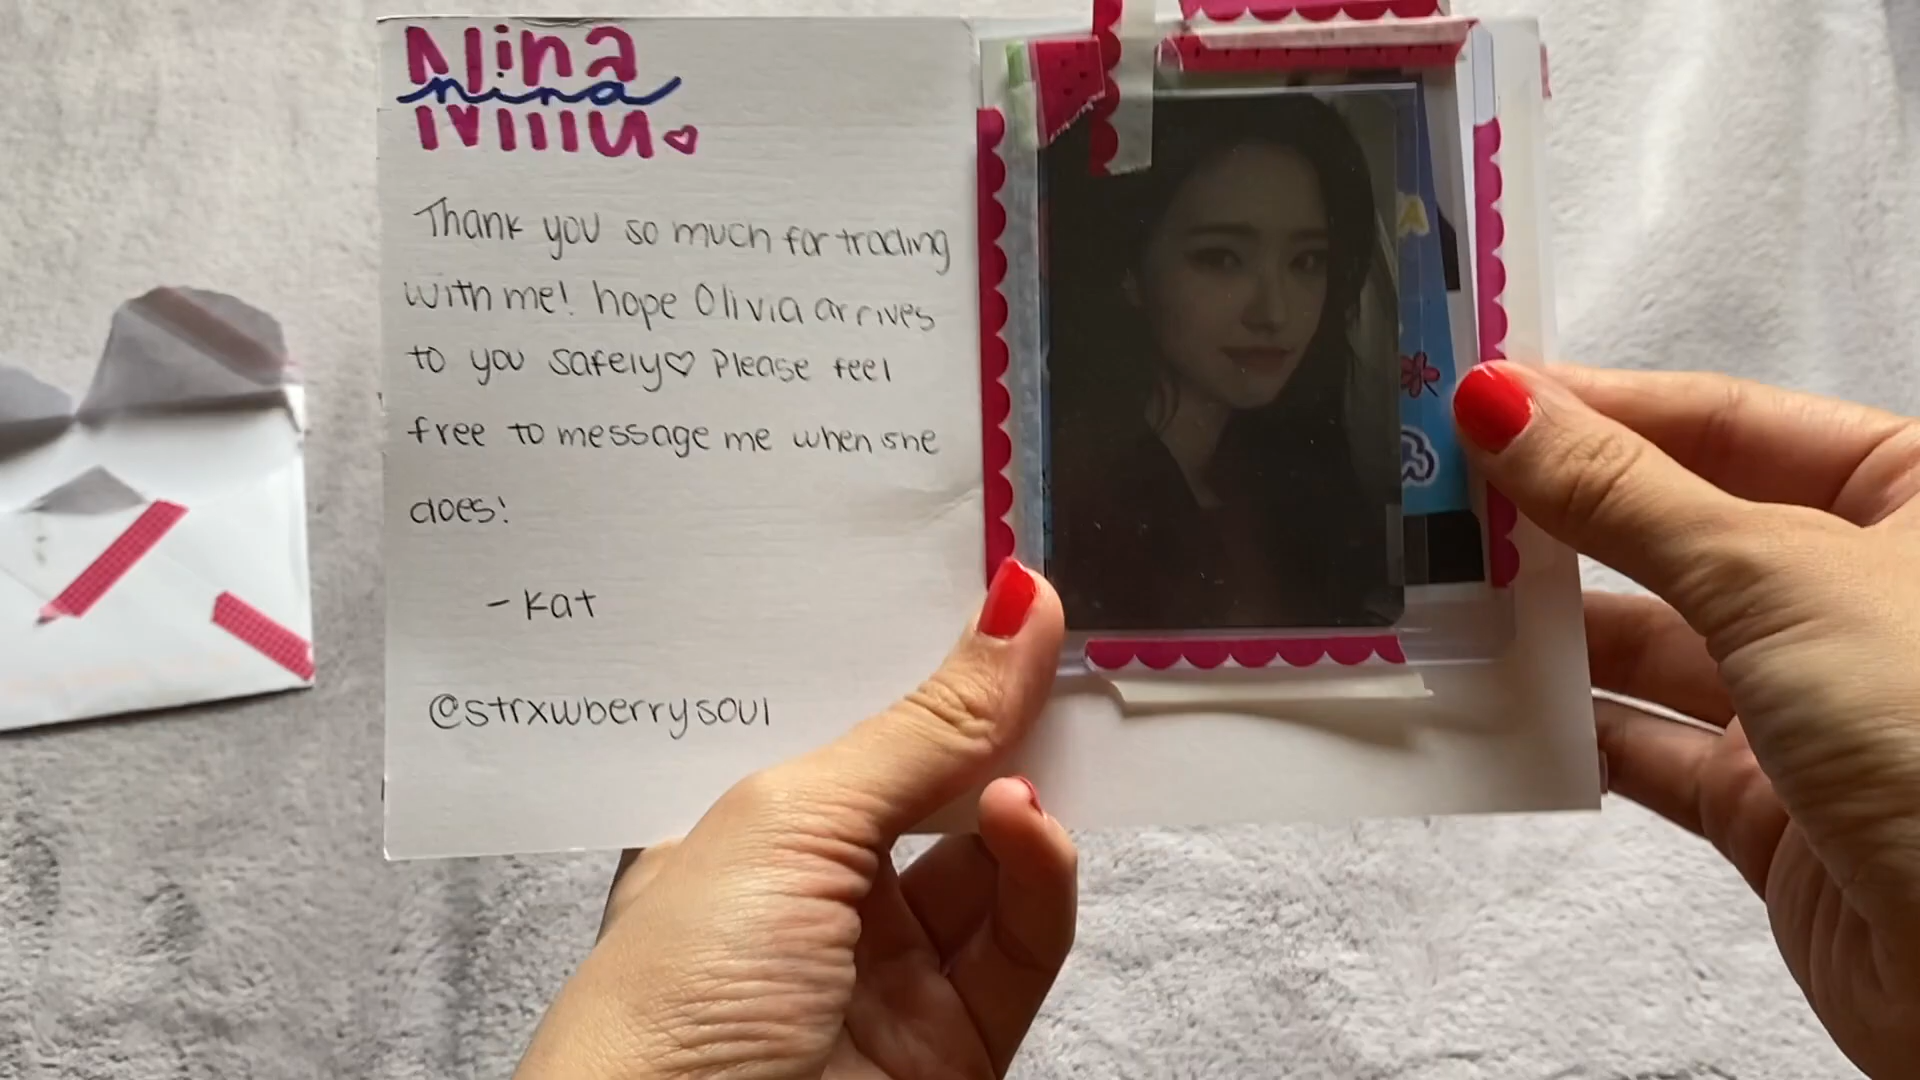 Nina
nina
Thank you so much for trading
with me! hope Olivia arrives
to you safely♡ Please feel
free to message me when she
does!
- Kat
@strxwberrysoul
A